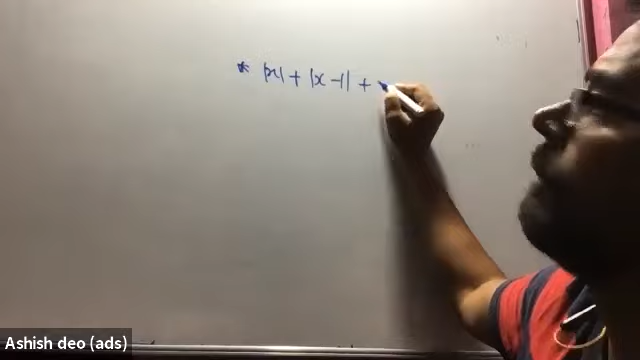 * |x| + |x-1| +
Ashish deo (ads)